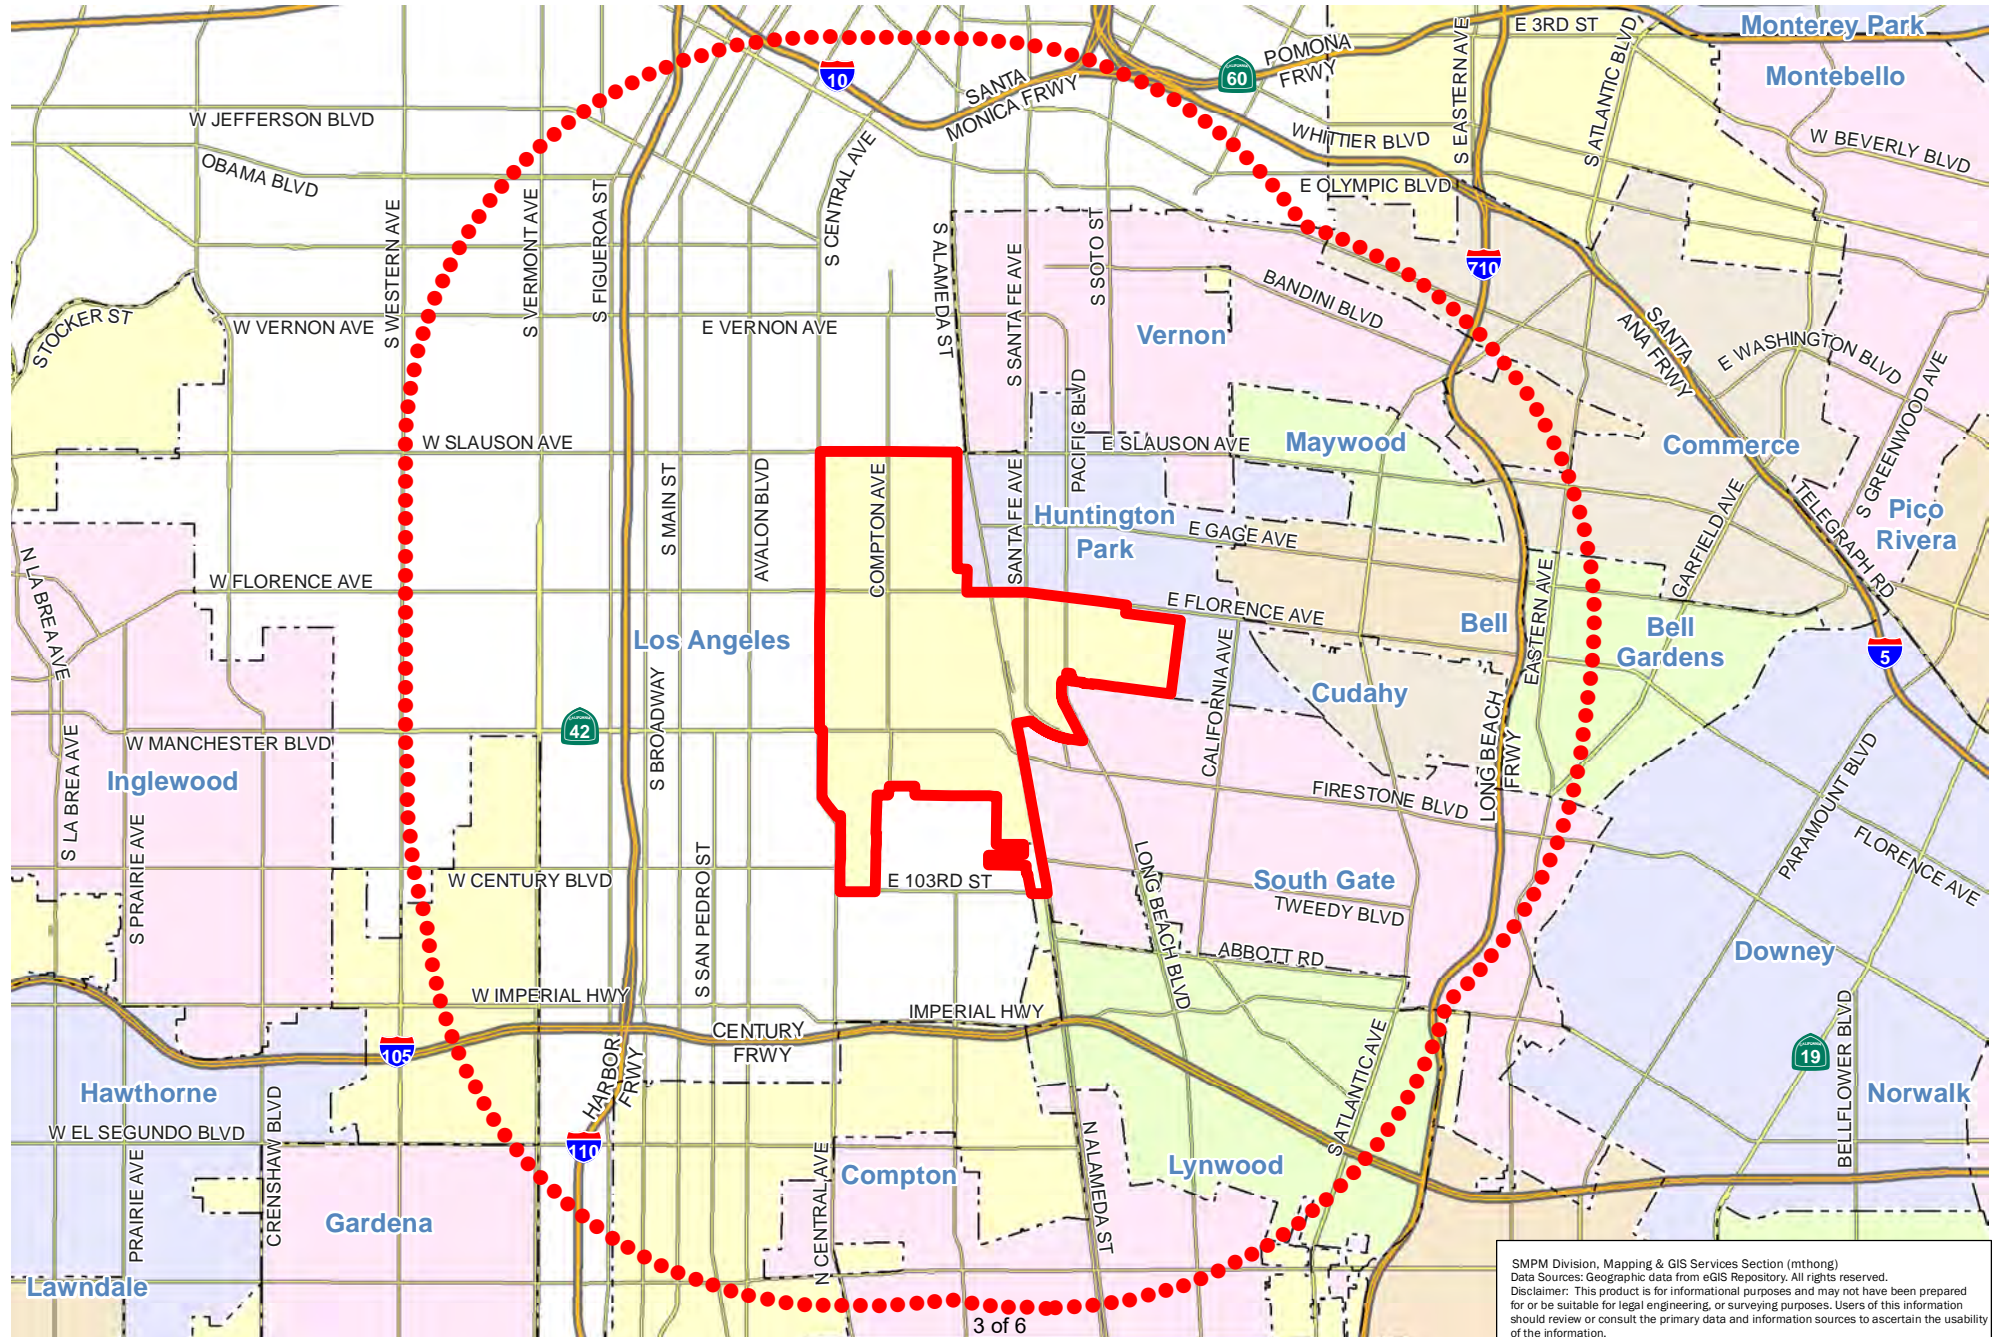 Monterey Park
E 3RD ST
S EASTERN AVE
S ATLANTIC BLVD
POMONA
FRWY
CALIFORNIA
60
10
SANTA
MONICA FRWY
Montebello
W BEVERLY BLVD
WHITTIER BLVD
E OLYMPIC BLVD
W JEFFERSON BLVD
OBAMA BLVD
S WESTERN AVE
S VERMONT AVE
S FIGUEROA ST
S CENTRAL AVE
S ALAMEDA ST
S SANTA FE AVE
S SOTO ST
710
BANDINI BLVD
SANTA
ANA FRWY
E WASHINGTON BLVD
STOCKER ST
W VERNON AVE
E VERNON AVE
Vernon
PACIFIC BLVD
S GREENWOOD AVE
W SLAUSON AVE
E SLAUSON AVE
Maywood
Commerce
S MAIN ST
AVALON BLVD
COMPTON AVE
SANTA FE AVE
Huntington
Park
E GAGE AVE
GARFIELD AVE
TELEGRAPH RD
Pico
Rivera
N LA BREA AVE
W FLORENCE AVE
E FLORENCE AVE
Los Angeles
Bell
EASTERN AVE
Bell
Gardens
5
CALIFORNIA AVE
Cudahy
S BROADWAY
CALIFORNIA
42
W MANCHESTER BLVD
Inglewood
S LA BREA AVE
S PRAIRIE AVE
FIRESTONE BLVD
LONG BEACH
FRWY
PARAMOUNT BLVD
FLORENCE AVE
W CENTURY BLVD
S SAN PEDRO ST
E 103RD ST
LONG BEACH BLVD
South Gate
TWEEDY BLVD
ABBOTT RD
Downey
W IMPERIAL HWY
IMPERIAL HWY
CENTURY
FRWY
105
HARBOR
FRWY
S ATLANTIC AVE
BELLFLOWER BLVD
CALIFORNIA
19
Norwalk
Hawthorne
W EL SEGUNDO BLVD
CRENSHAW BLVD
PRAIRIE AVE
110
N CENTRAL AVE
Compton
N ALAMEDA ST
Lynwood
Gardena
Lawndale
SMPM Division, Mapping & GIS Services Section (mthong)
Data Sources: Geographic data from eGIS Repository. All rights reserved.
Disclaimer: This product is for informational purposes and may not have been prepared
for or be suitable for legal engineering, or surveying purposes. Users of this information
should review or consult the primary data and information sources to ascertain the usability
of the information.
3 of 6